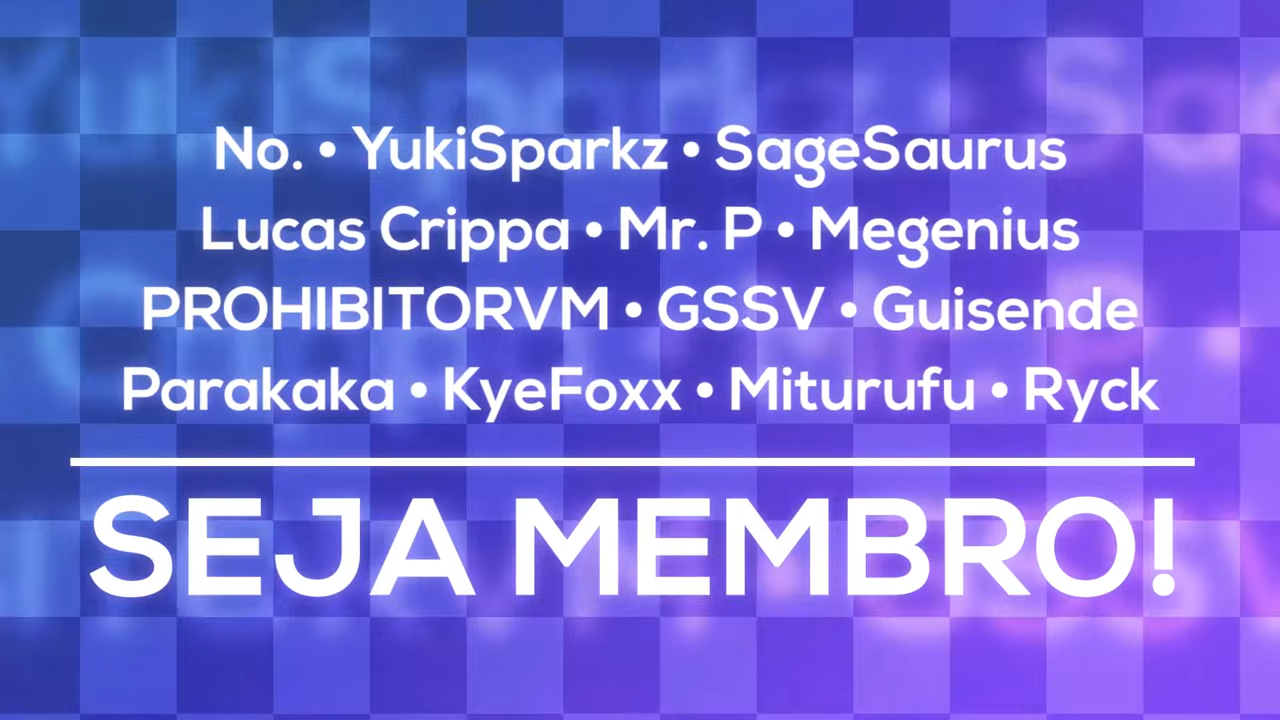 No. • YukiSparkz • SageSaurus
Lucas Crippa • Mr. P • Megenius
PROHIBITORVM • GSSV • Guisende
Parakaka • KyeFoxx • Miturufu • Ryck
SEJA MEMBRO!